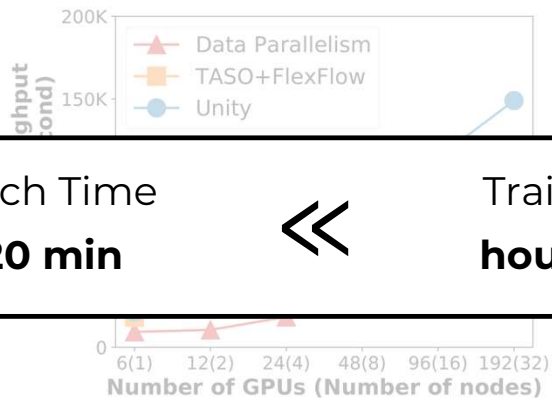 200K
Data Parallelism
TASO+FlexFlow
150K
Unity
ch Time
20 min
≪
Trai
hou
0
6(1) 12(2) 24(4) 48(8) 96(16) 192(32)
Number of GPUs (Number of nodes)